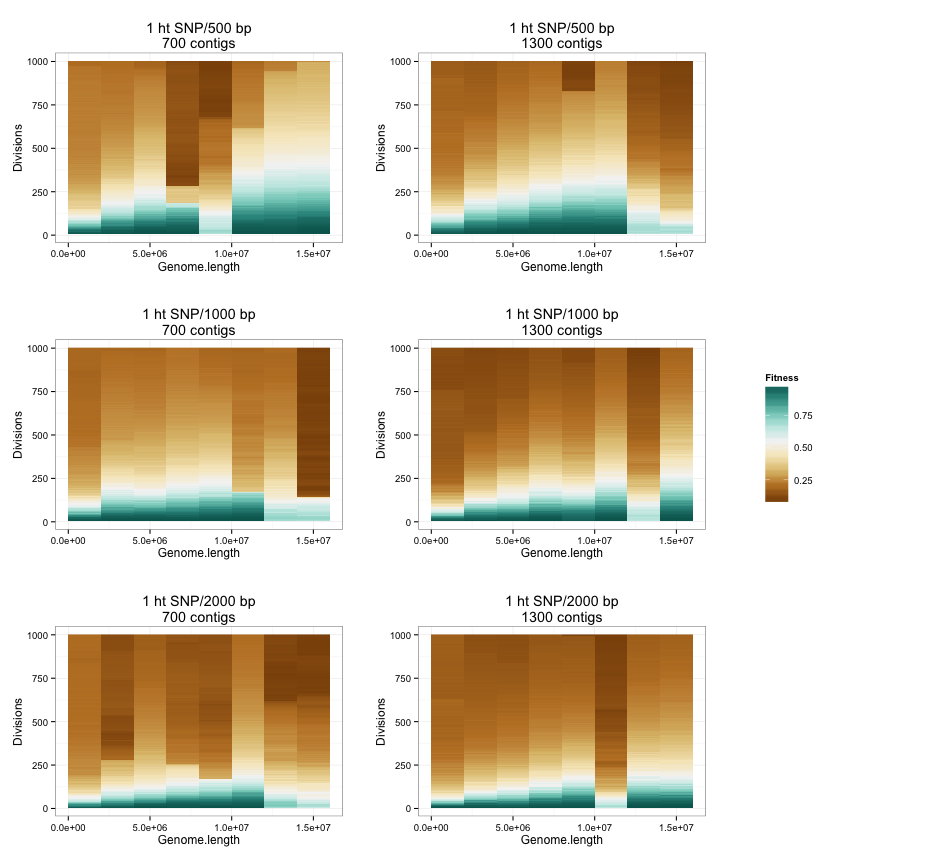 1 ht SNP/500 bp
700 contigs
1000
750
500
250
0
Divisions
0.0e+00 5.0e+06 1.0e+07 1.5e+07
Genome.length
1 ht SNP/500 bp
1300 contigs
1000
750
500
250
0
Divisions
0.0e+00 5.0e+06 1.0e+07 1.5e+07
Genome.length
1 ht SNP/1000 bp
700 contigs
1000
750
500
250
0
Divisions
0.0e+00 5.0e+06 1.0e+07 1.5e+07
Genome.length
1 ht SNP/1000 bp
1300 contigs
1000
750
500
250
0
Divisions
0.0e+00 5.0e+06 1.0e+07 1.5e+07
Genome.length
Fitness
0.75
0.50
0.25
1 ht SNP/2000 bp
700 contigs
1000
750
500
250
0
Divisions
0.0e+00 5.0e+06 1.0e+07 1.5e+07
Genome.length
1 ht SNP/2000 bp
1300 contigs
1000
750
500
250
0
Divisions
0.0e+00 5.0e+06 1.0e+07 1.5e+07
Genome.length